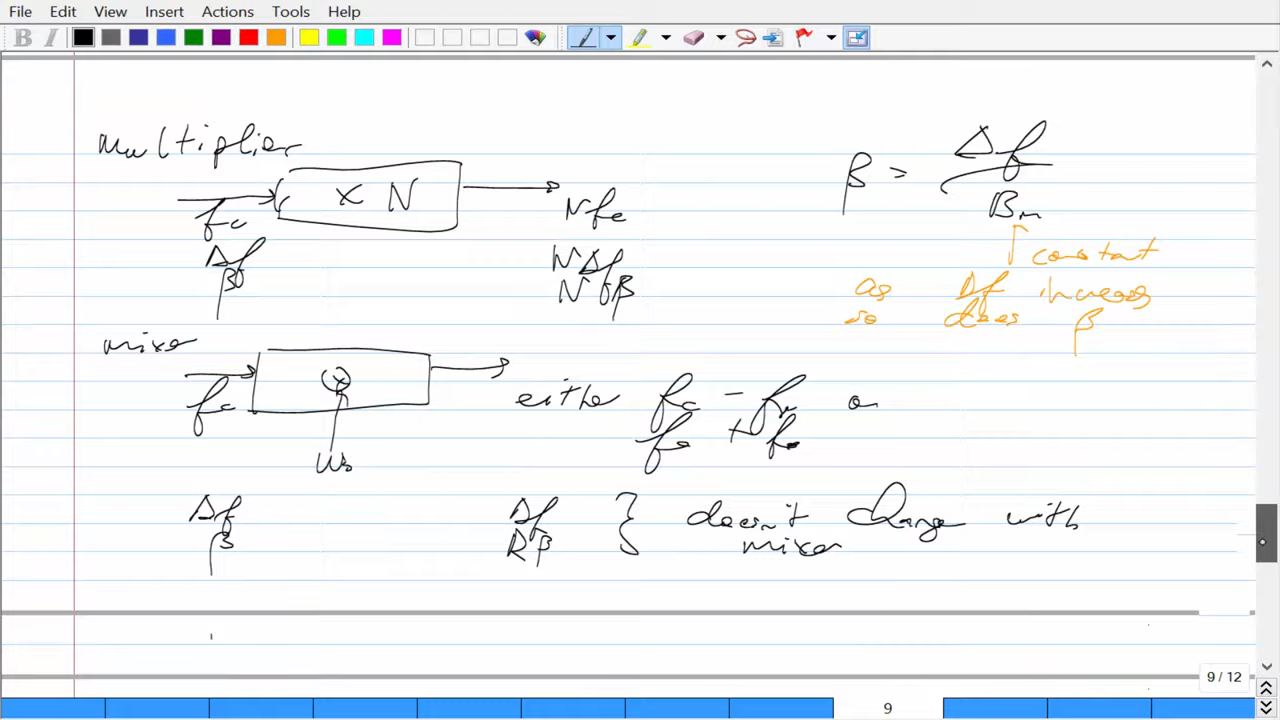 File Edit View Insert Actions Tools Help
B I
multiplier
fc × N Nfc
Δf NΔf
β Nβ
β = Δf / Bm
constant
as Δf increases
so does β
mixer
fc × either fc - fo or
ωo fc + fo
Δf Δf } doesn't change with
β β mixer
9 / 12
9